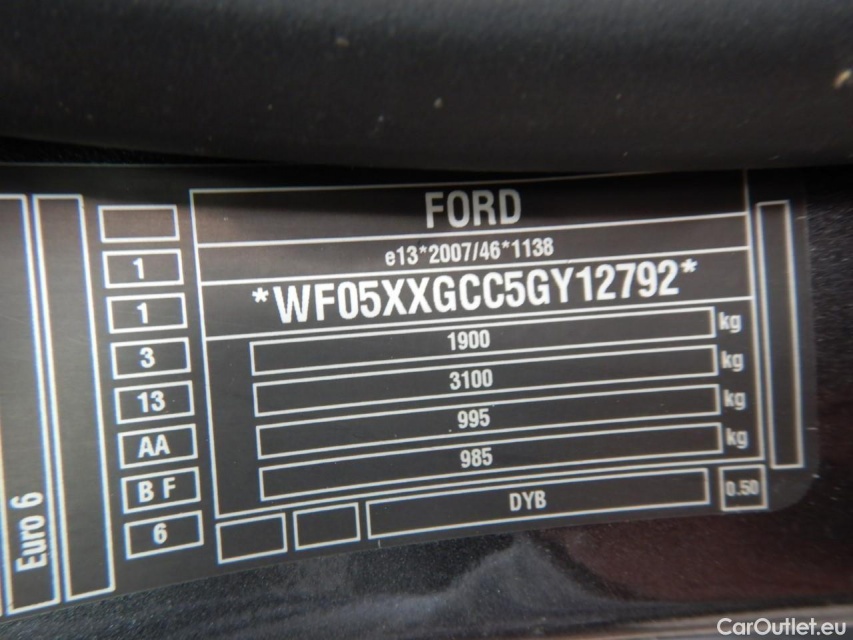 FORD
e13*2007/46*1138
*WF05XXGCC5GY12792*
1900 kg
3100 kg
995 kg
985 kg
DYB
0.50
1
1
3
13
AA
B F
6
Euro 6
CarOutlet.eu